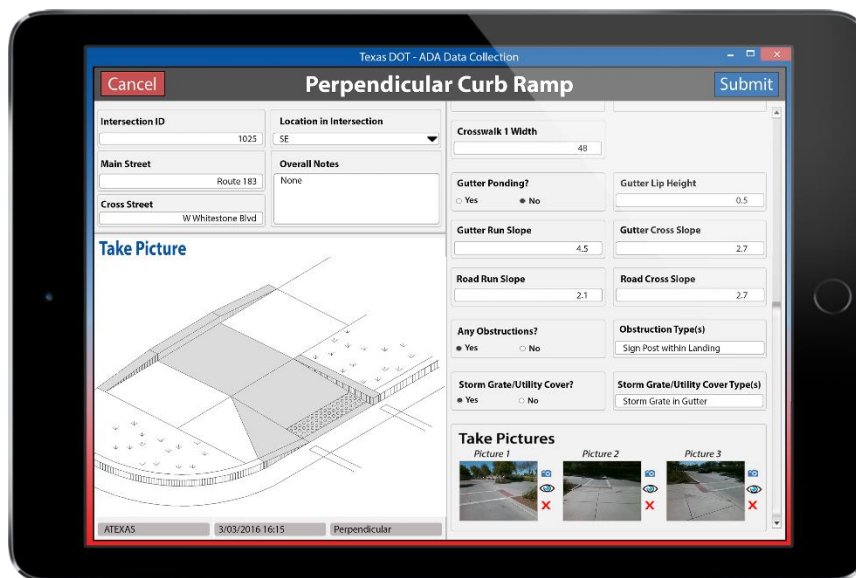 Texas DOT - ADA Data Collection
Cancel
Perpendicular Curb Ramp
Submit
Intersection ID
1025
Location in Intersection
SE
Main Street
Route 183
Overall Notes
None
Cross Street
W Whitestone Blvd
Take Picture
ATEXAS
3/03/2016 16:15
Perpendicular
Crosswalk 1 Width
48
Gutter Ponding?
Yes No
Gutter Lip Height
0.5
Gutter Run Slope
4.5
Gutter Cross Slope
2.7
Road Run Slope
2.1
Road Cross Slope
2.7
Any Obstructions?
Yes No
Obstruction Type(s)
Sign Post within Landing
Storm Grate/Utility Cover?
Yes No
Storm Grate/Utility Cover Type(s)
Storm Grate in Gutter
Take Pictures
Picture 1 Picture 2 Picture 3